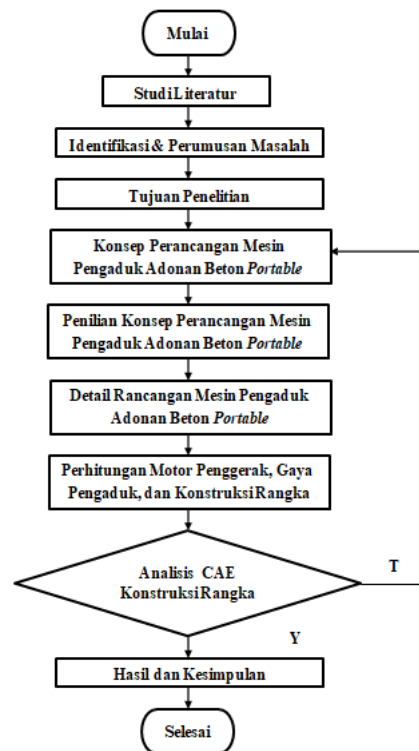 Mulai
Studi Literatur
Identifikasi & Perumusan Masalah
Tujuan Penelitian
Konsep Perancangan Mesin
Pengaduk Adonan Beton Portable
Penilian Konsep Perancangan Mesin
Pengaduk Adonan Beton Portable
Detail Rancangan Mesin Pengaduk
Adonan Beton Portable
Perhitungan Motor Penggerak, Gaya
Pengaduk, dan Konstruksi Rangka
Analisis CAE
Konstruksi Rangka
T
Y
Hasil dan Kesimpulan
Selesai